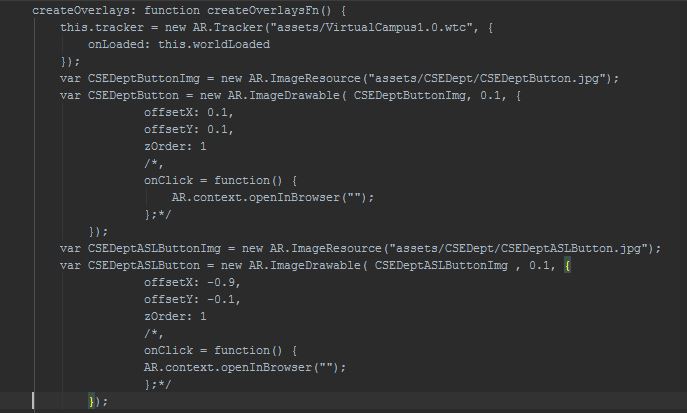 createOverlays: function createOverlaysFn() {
this.tracker = new AR.Tracker("assets/VirtualCampus1.0.wtc", {
onLoaded: this.worldLoaded
});
var CSEDeptButtonImg = new AR.ImageResource("assets/CSEDept/CSEDeptButton.jpg");
var CSEDeptButton = new AR.ImageDrawable( CSEDeptButtonImg, 0.1, {
offsetX: 0.1,
offsetY: 0.1,
zOrder: 1
/*,
onClick = function() {
AR.context.openInBrowser("");
};*/
});
var CSEDeptASLButtonImg = new AR.ImageResource("assets/CSEDept/CSEDeptASLButton.jpg");
var CSEDeptASLButton = new AR.ImageDrawable( CSEDeptASLButtonImg , 0.1, {
offsetX: -0.9,
offsetY: -0.1,
zOrder: 1
/*,
onClick = function() {
AR.context.openInBrowser("");
};*/
});